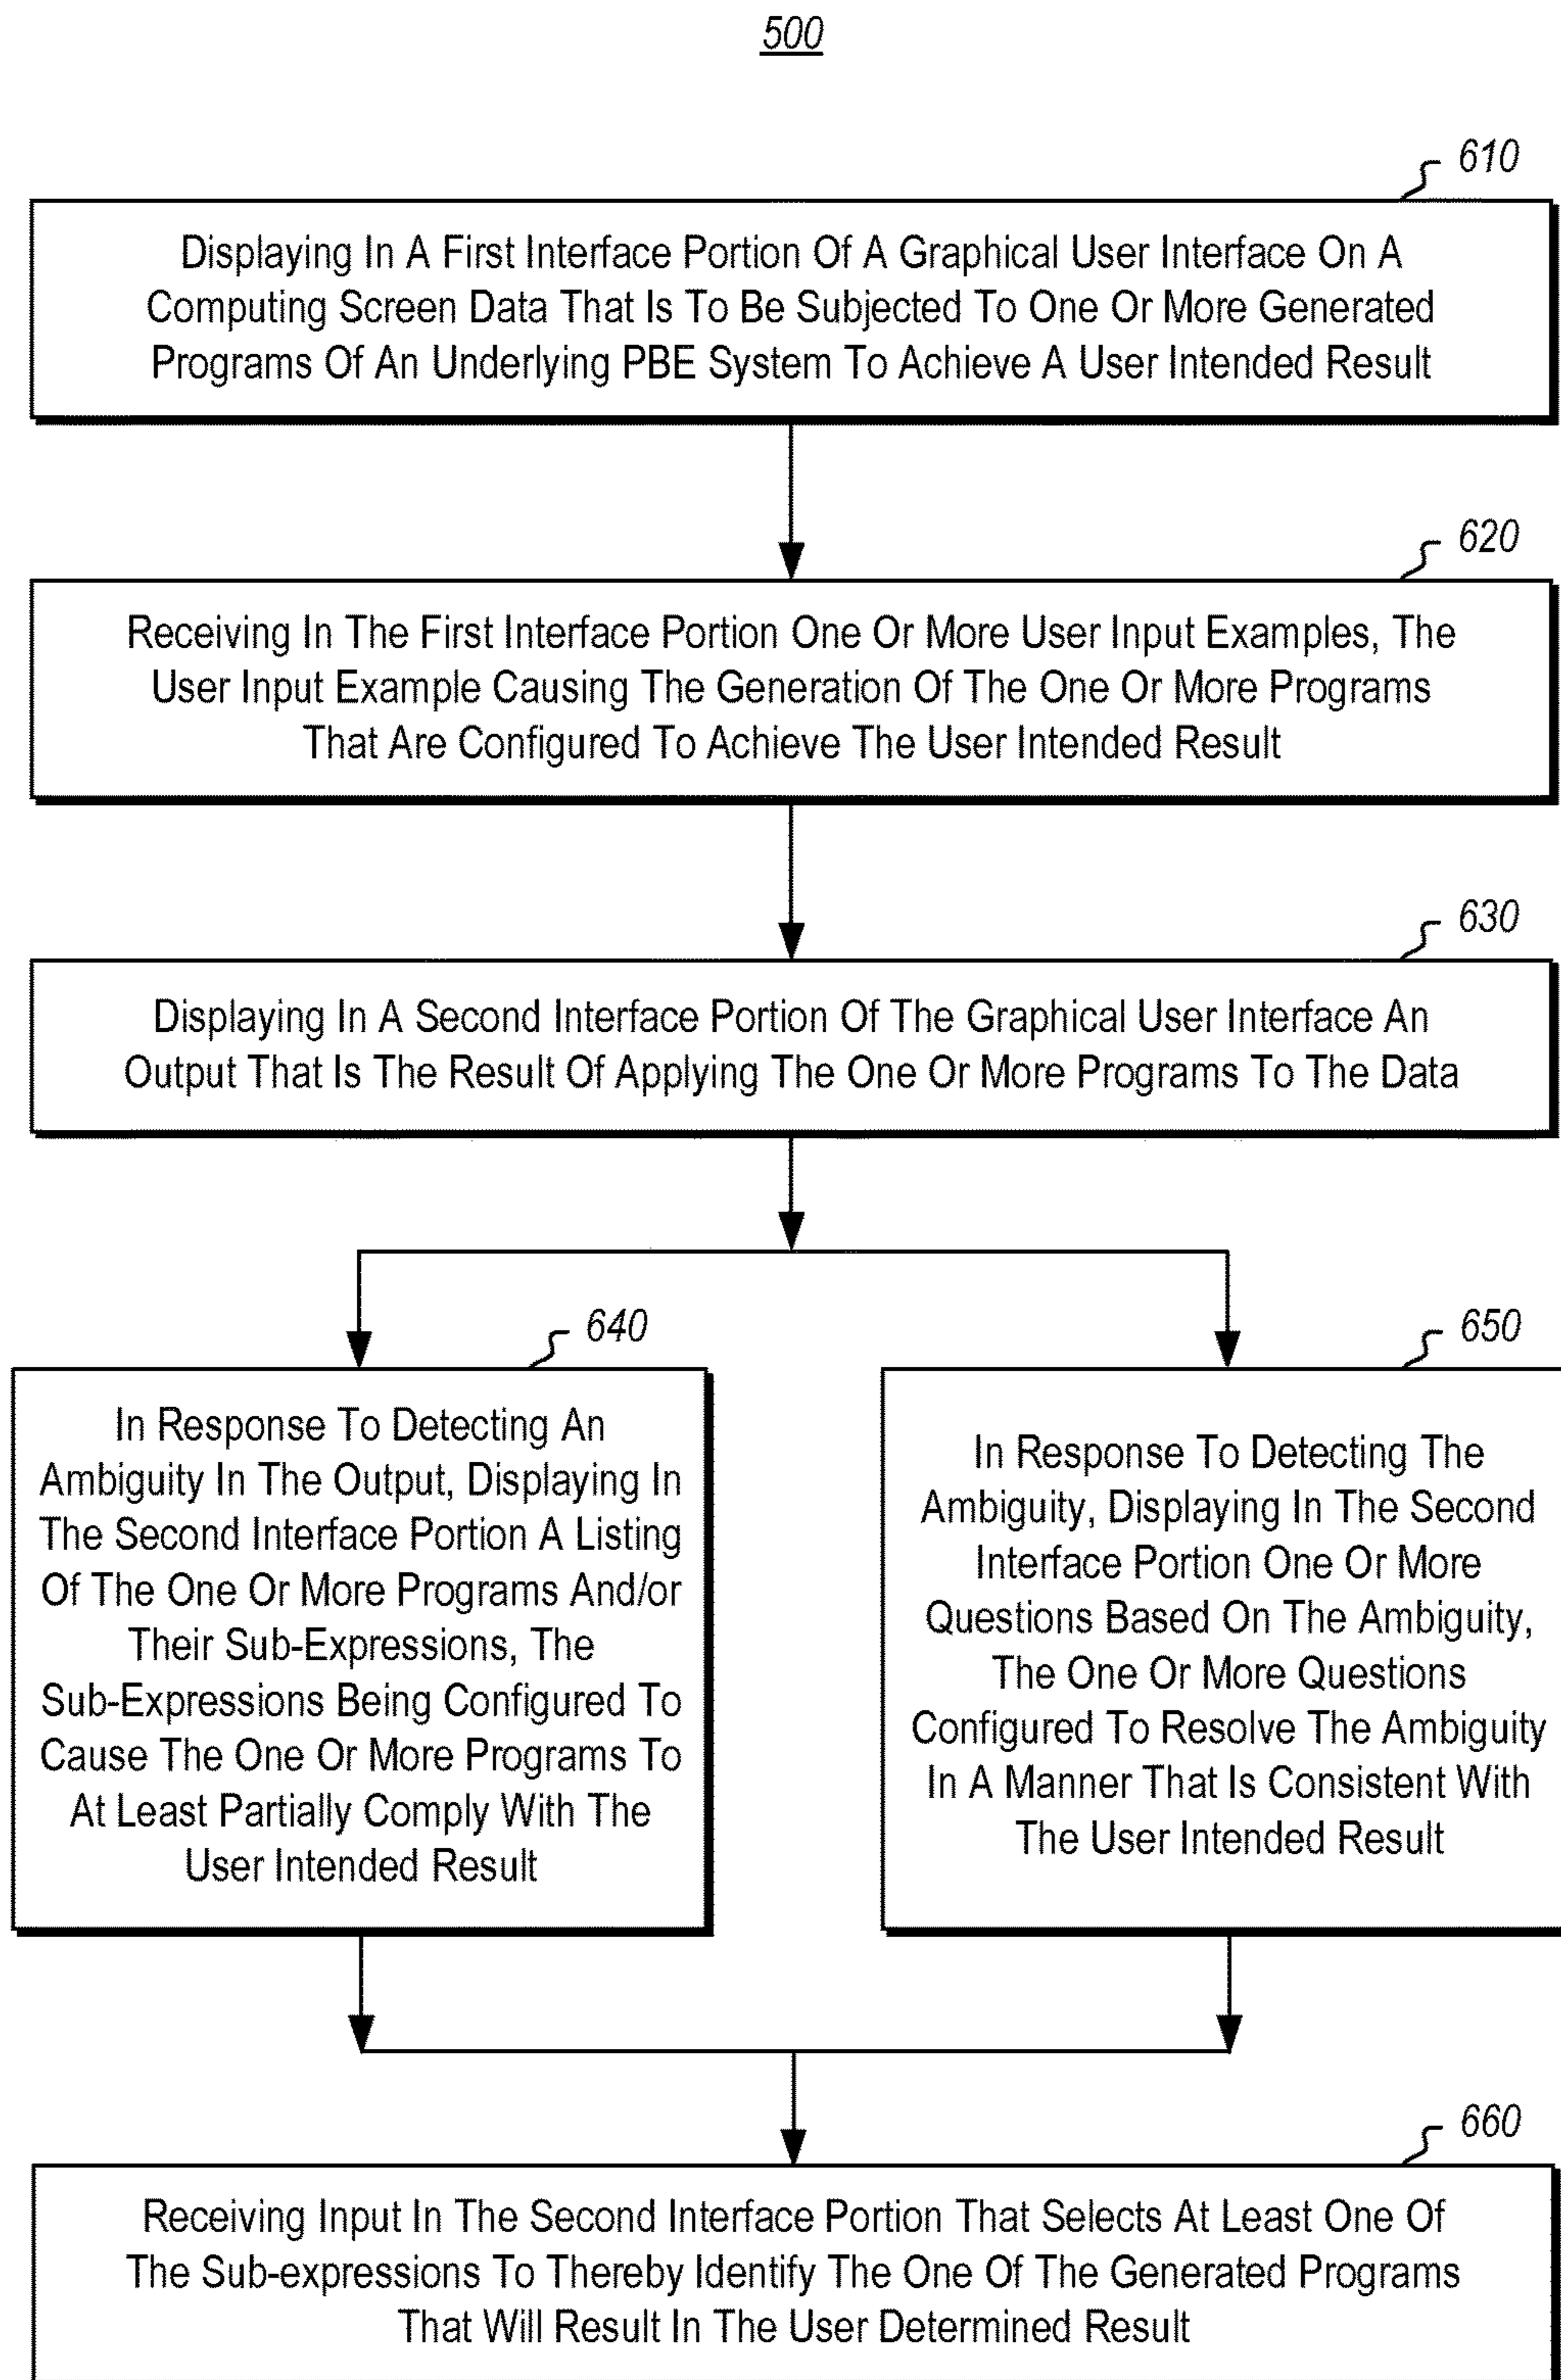 500
610
Displaying In A First Interface Portion Of A Graphical User Interface On A
Computing Screen Data That Is To Be Subjected To One Or More Generated
Programs Of An Underlying PBE System To Achieve A User Intended Result
620
Receiving In The First Interface Portion One Or More User Input Examples, The
User Input Example Causing The Generation Of The One Or More Programs
That Are Configured To Achieve The User Intended Result
630
Displaying In A Second Interface Portion Of The Graphical User Interface An
Output That Is The Result Of Applying The One Or More Programs To The Data
640
In Response To Detecting An
Ambiguity In The Output, Displaying In
The Second Interface Portion A Listing
Of The One Or More Programs And/or
Their Sub-Expressions, The
Sub-Expressions Being Configured To
Cause The One Or More Programs To
At Least Partially Comply With The
User Intended Result
650
In Response To Detecting The
Ambiguity, Displaying In The Second
Interface Portion One Or More
Questions Based On The Ambiguity,
The One Or More Questions
Configured To Resolve The Ambiguity
In A Manner That Is Consistent With
The User Intended Result
660
Receiving Input In The Second Interface Portion That Selects At Least One Of
The Sub-expressions To Thereby Identify The One Of The Generated Programs
That Will Result In The User Determined Result